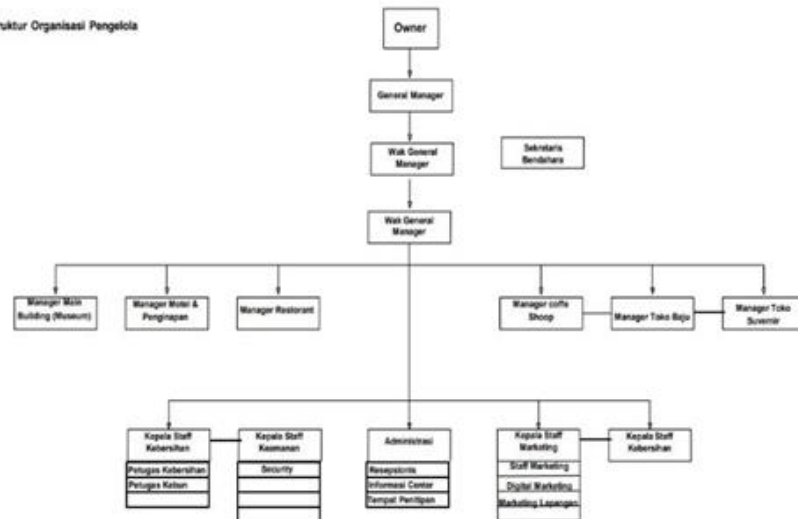 ruktur Organisasi Pengelola
Owner
General Manager
Wak General
Manager
Sekretaris
Bendahara
Wak General
Manager
Manager Main
Building (Museum)
Manager Motel &
Penginapan
Manager Restorant
Manager coffe
Shoop
Manager Toko Baju
Manager Toko
Suvernir
Kepala Staff
Kebersihan
Petugas Kebersihan
Petugas Kebun
Kepala Staff
Keamanan
Security
Administrasi
Resepsionis
Informasi Center
Tempat Penitipan
Kepala Staff
Marketing
Staff Marketing
Digital Marketing
Marketing Lapangan
Kepala Staff
Kebersihan